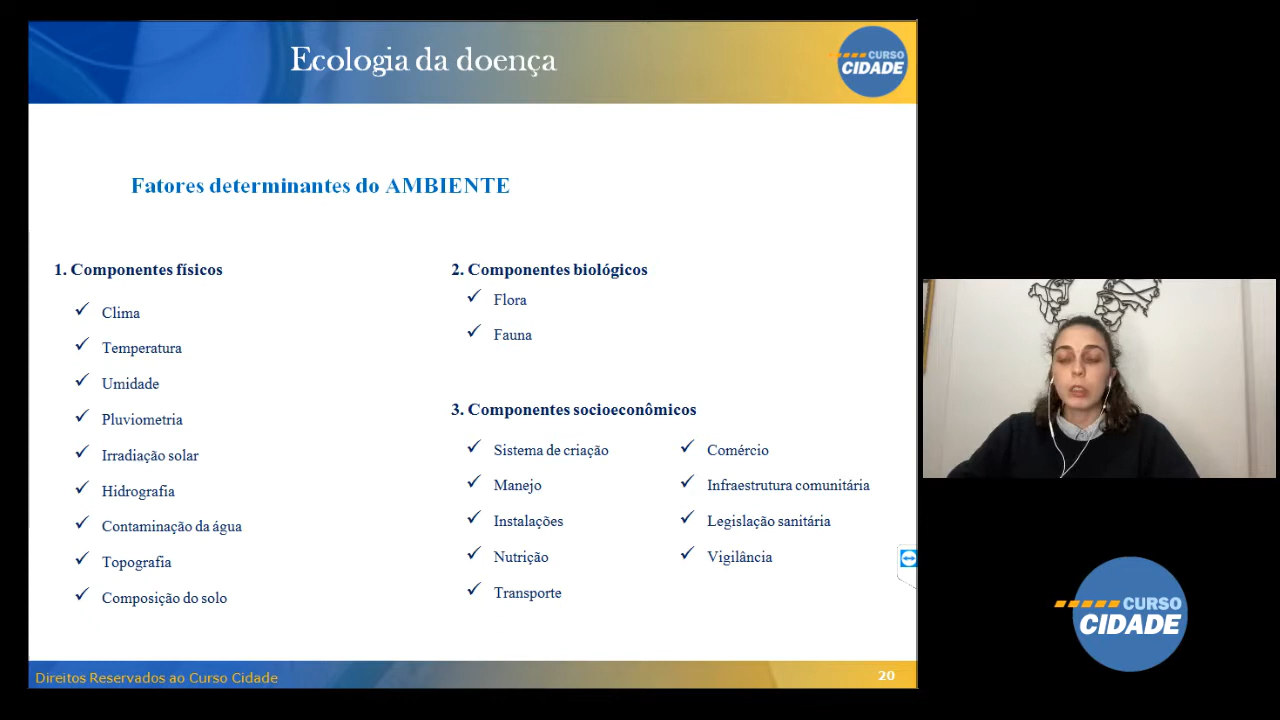 Ecologia da doença
CURSO
CIDADE
Fatores determinantes do AMBIENTE
1. Componentes físicos
Clima
Temperatura
Umidade
Pluviometria
Irradiação solar
Hidrografia
Contaminação da água
Topografia
Composição do solo
2. Componentes biológicos
Flora
Fauna
3. Componentes socioeconômicos
Sistema de criação
Manejo
Instalações
Nutrição
Transporte
Comércio
Infraestrutura comunitária
Legislação sanitária
Vigilância
Direitos Reservados ao Curso Cidade
20
CURSO
CIDADE